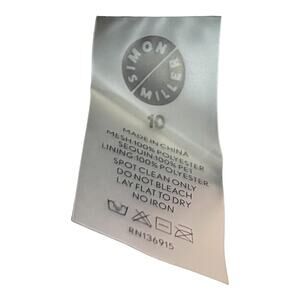 SIMON
MILLER
10
MADE IN CHINA
MESH:100% POLYESTER
SEQUIN:100% PET
LINING:100% POLYESTER
SPOT CLEAN ONLY
DO NOT BLEACH
LAY FLAT TO DRY
NO IRON
RN136915